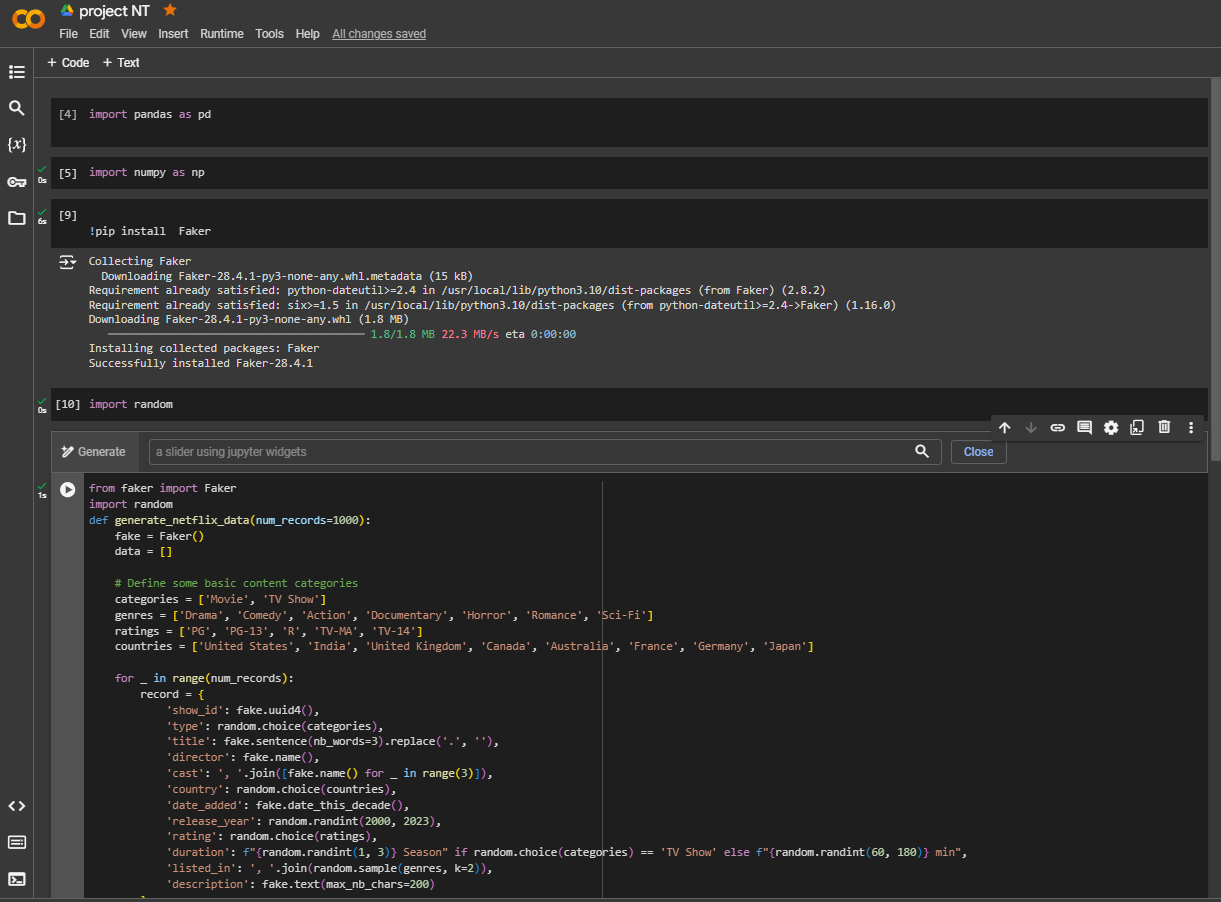 project NT
File Edit View Insert Runtime Tools Help All changes saved
+ Code + Text
[4] import pandas as pd
0s [5] import numpy as np
6s [9]
!pip install  Faker
Collecting Faker
  Downloading Faker-28.4.1-py3-none-any.whl.metadata (15 kB)
Requirement already satisfied: python-dateutil>=2.4 in /usr/local/lib/python3.10/dist-packages (from Faker) (2.8.2)
Requirement already satisfied: six>=1.5 in /usr/local/lib/python3.10/dist-packages (from python-dateutil>=2.4->Faker) (1.16.0)
Downloading Faker-28.4.1-py3-none-any.whl (1.8 MB)
1.8/1.8 MB 22.3 MB/s eta 0:00:00
Installing collected packages: Faker
Successfully installed Faker-28.4.1
0s [10] import random
Generate a slider using jupyter widgets Close
1s from faker import Faker
import random
def generate_netflix_data(num_records=1000):
    fake = Faker()
    data = []
    # Define some basic content categories
    categories = ['Movie', 'TV Show']
    genres = ['Drama', 'Comedy', 'Action', 'Documentary', 'Horror', 'Romance', 'Sci-Fi']
    ratings = ['PG', 'PG-13', 'R', 'TV-MA', 'TV-14']
    countries = ['United States', 'India', 'United Kingdom', 'Canada', 'Australia', 'France', 'Germany', 'Japan']
    for _ in range(num_records):
        record = {
            'show_id': fake.uuid4(),
            'type': random.choice(categories),
            'title': fake.sentence(nb_words=3).replace('.', ''),
            'director': fake.name(),
            'cast': ', '.join([fake.name() for _ in range(3)]),
            'country': random.choice(countries),
            'date_added': fake.date_this_decade(),
            'release_year': random.randint(2000, 2023),
            'rating': random.choice(ratings),
            'duration': f"{random.randint(1, 3)} Season" if random.choice(categories) == 'TV Show' else f"{random.randint(60, 180)} min",
            'listed_in': ', '.join(random.sample(genres, k=2)),
            'description': fake.text(max_nb_chars=200)